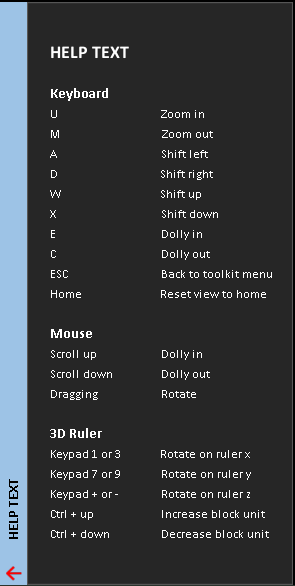 HELP TEXT
Keyboard
U Zoom in
M Zoom out
A Shift left
D Shift right
W Shift up
X Shift down
E Dolly in
C Dolly out
ESC Back to toolkit menu
Home Reset view to home
Mouse
Scroll up Dolly in
Scroll down Dolly out
Dragging Rotate
3D Ruler
Keypad 1 or 3 Rotate on ruler x
Keypad 7 or 9 Rotate on ruler y
Keypad + or - Rotate on ruler z
Ctrl + up Increase block unit
Ctrl + down Decrease block unit
HELP TEXT